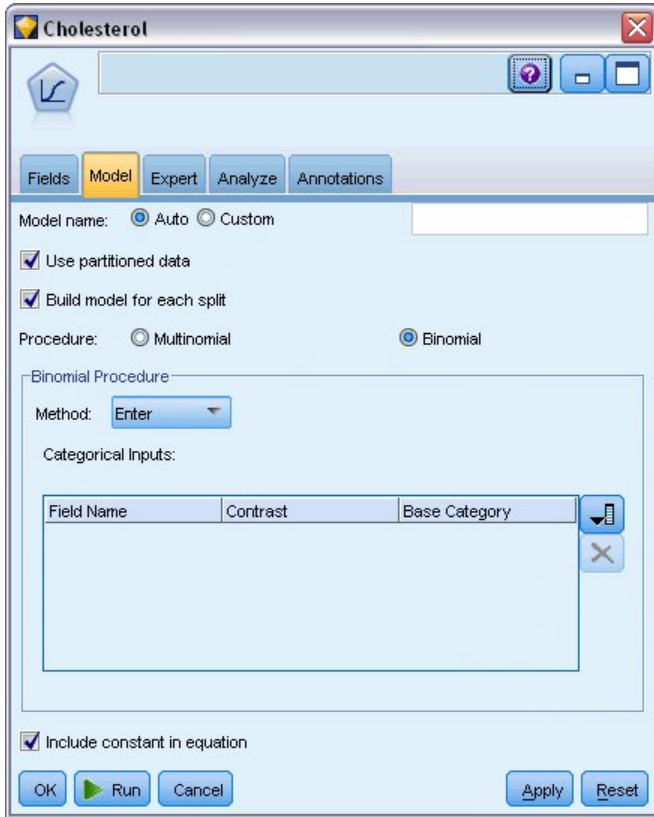 Cholesterol
Fields Model Expert Analyze Annotations
Model name: Auto Custom
Use partitioned data
Build model for each split
Procedure: Multinomial Binomial
Binomial Procedure
Method: Enter
Categorical Inputs:
Field Name Contrast Base Category
Include constant in equation
OK Run Cancel Apply Reset